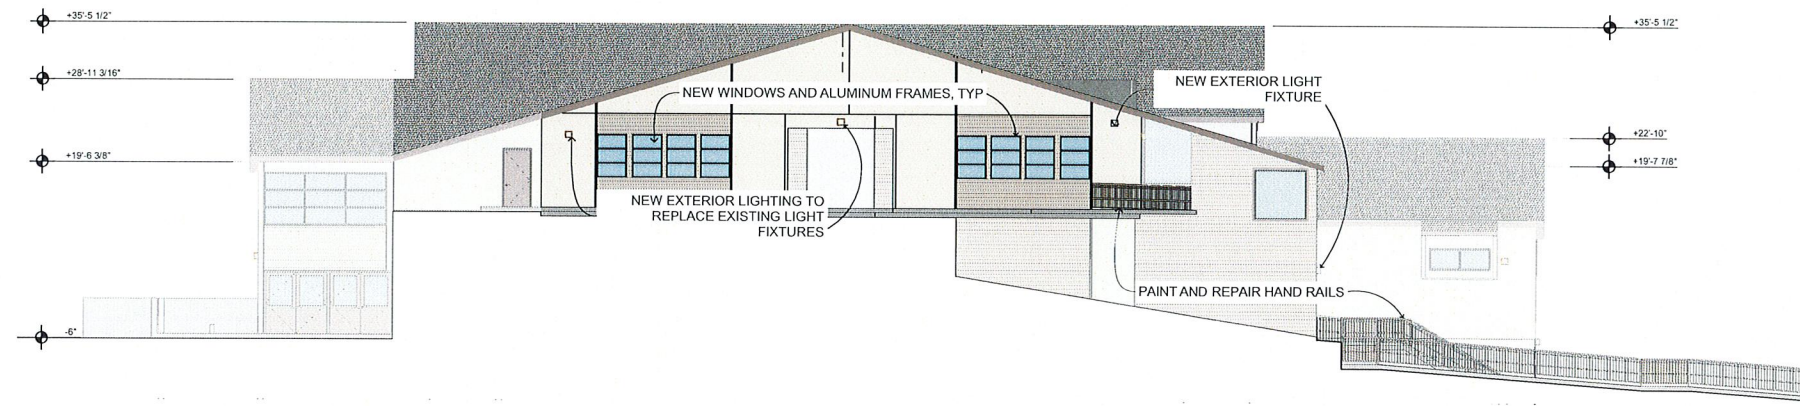 +35'-5 1/2"
+35'-5 1/2"
+28'-11 3/16"
NEW EXTERIOR LIGHT
FIXTURE
NEW WINDOWS AND ALUMINUM FRAMES, TYP
+22'-10"
+19'-6 3/8"
+19'-7 7/8"
NEW EXTERIOR LIGHTING TO
REPLACE EXISTING LIGHT
FIXTURES
PAINT AND REPAIR HAND RAILS
-6"